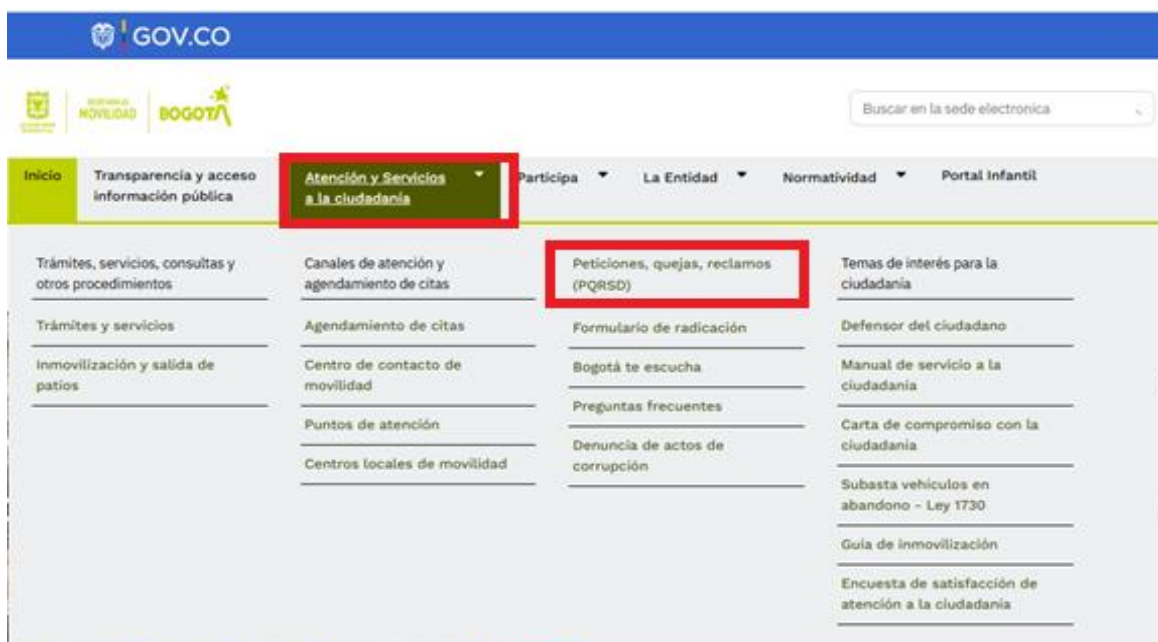 GOV.CO
MOVILIDAD
BOGOTÁ
Buscar en la sede electronica
Inicio
Transparencia y acceso
información pública
Atención y Servicios
a la ciudadanía
Participa
La Entidad
Normatividad
Portal Infantil
Trámites, servicios, consultas y
otros procedimientos
Trámites y servicios
Inmovilización y salida de
patios
Canales de atención y
agendamiento de citas
Agendamiento de citas
Centro de contacto de
movilidad
Puntos de atención
Centros locales de movilidad
Peticiones, quejas, reclamos
(PQRSD)
Formulario de radicación
Bogotá te escucha
Preguntas frecuentes
Denuncia de actos de
corrupción
Temas de interés para la
ciudadanía
Defensor del ciudadano
Manual de servicio a la
ciudadanía
Carta de compromiso con la
ciudadanía
Subasta vehículos en
abandono - Ley 1730
Guía de inmovilización
Encuesta de satisfacción de
atención a la ciudadanía